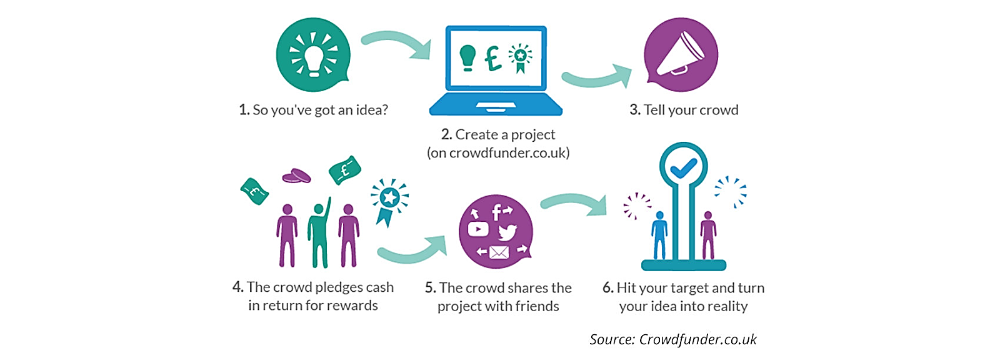 1. So you've got an idea?
£
2. Create a project
(on crowdfunder.co.uk)
3. Tell your crowd
£
£
4. The crowd pledges cash
in return for rewards
f
5. The crowd shares the
project with friends
6. Hit your target and turn
your idea into reality
Source: Crowdfunder.co.uk